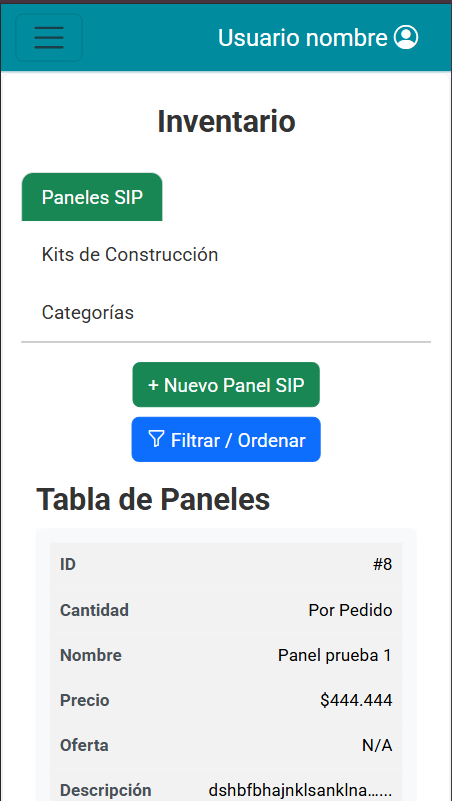 Usuario nombre
Inventario
Paneles SIP
Kits de Construcción
Categorías
+ Nuevo Panel SIP
Filtrar / Ordenar
Tabla de Paneles
ID #8
Cantidad Por Pedido
Nombre Panel prueba 1
Precio $444.444
Oferta N/A
Descripción dshbfbhajnklsanklna......